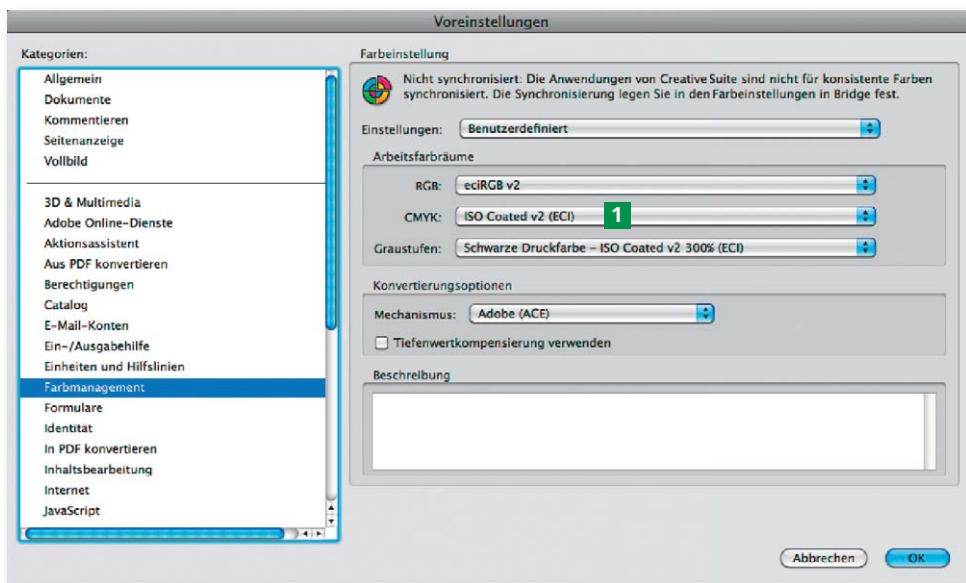 Voreinstellungen
Kategorien:
Allgemein
Dokumente
Kommentieren
Seitenanzeige
Vollbild
3D & Multimedia
Adobe Online-Dienste
Aktionsassistent
Aus PDF konvertieren
Berechtigungen
Catalog
E-Mail-Konten
Ein-/Ausgabehilfe
Einheiten und Hilfslinien
Farbmanagement
Formulare
Identität
In PDF konvertieren
Inhaltsbearbeitung
Internet
JavaScript
Farbeinstellung
Nicht synchronisiert: Die Anwendungen von Creative Suite sind nicht für konsistente Farben
synchronisiert. Die Synchronisierung legen Sie in den Farbeinstellungen in Bridge fest.
Einstellungen: Benutzerdefiniert
Arbeitsfarbräume
RGB: eciRGB v2
CMYK: ISO Coated v2 (ECI) 1
Graustufen: Schwarze Druckfarbe – ISO Coated v2 300% (ECI)
Konvertierungsoptionen
Mechanismus: Adobe (ACE)
Tiefenwertkompensierung verwenden
Beschreibung
Abbrechen OK